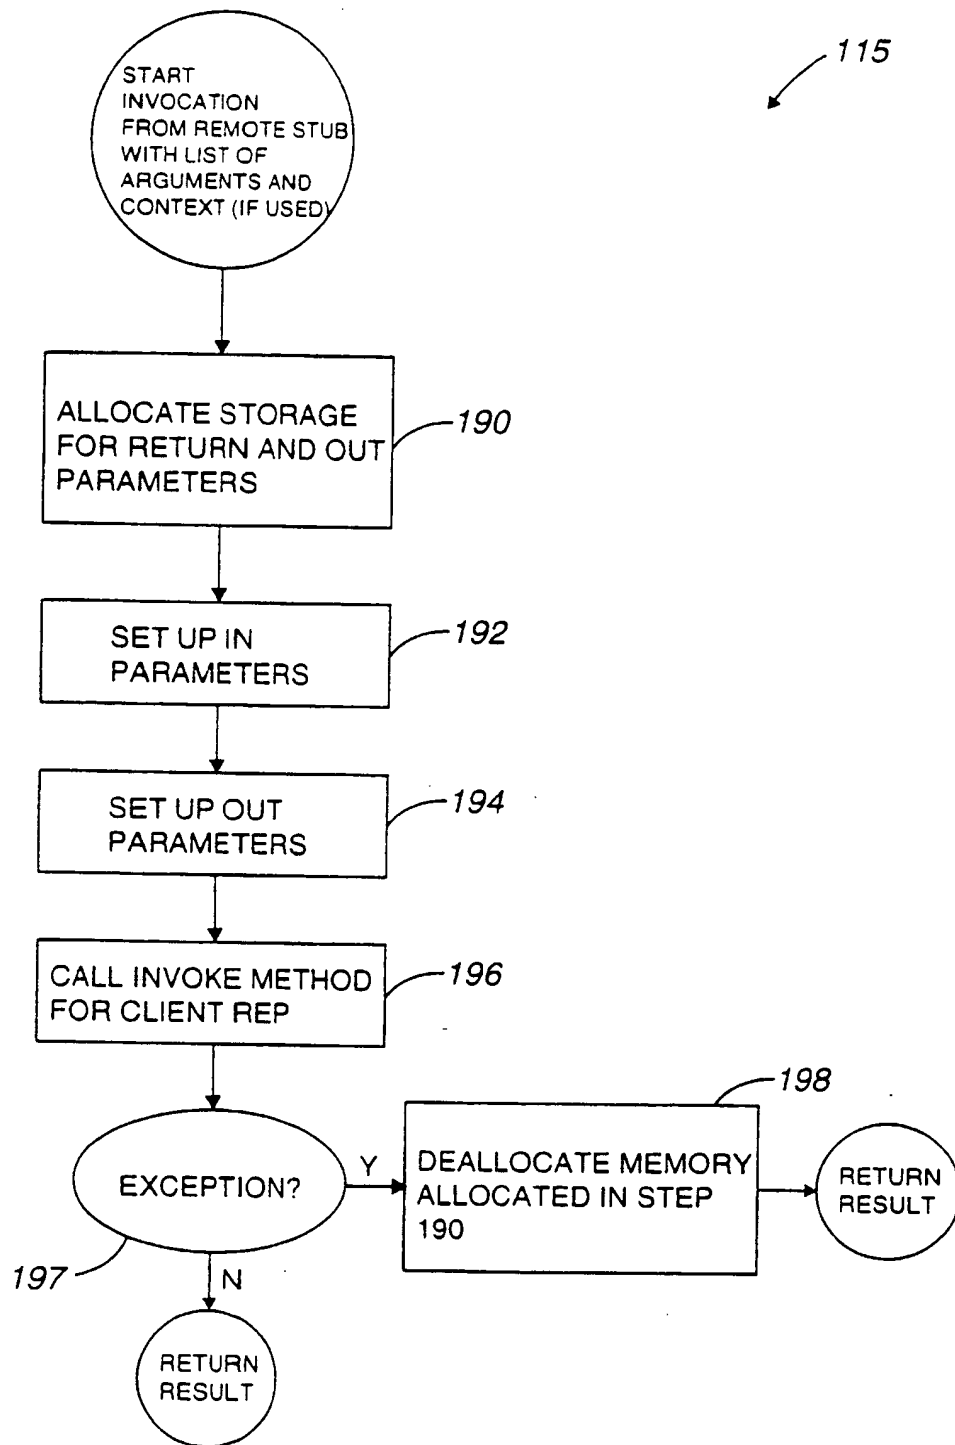 115
START
INVOCATION
FROM REMOTE STUB
WITH LIST OF
ARGUMENTS AND
CONTEXT (IF USED)
ALLOCATE STORAGE
FOR RETURN AND OUT
PARAMETERS
190
SET UP IN
PARAMETERS
192
SET UP OUT
PARAMETERS
194
CALL INVOKE METHOD
FOR CLIENT REP
196
EXCEPTION?
197
Y
N
198
DEALLOCATE MEMORY
ALLOCATED IN STEP
190
RETURN
RESULT
RETURN
RESULT